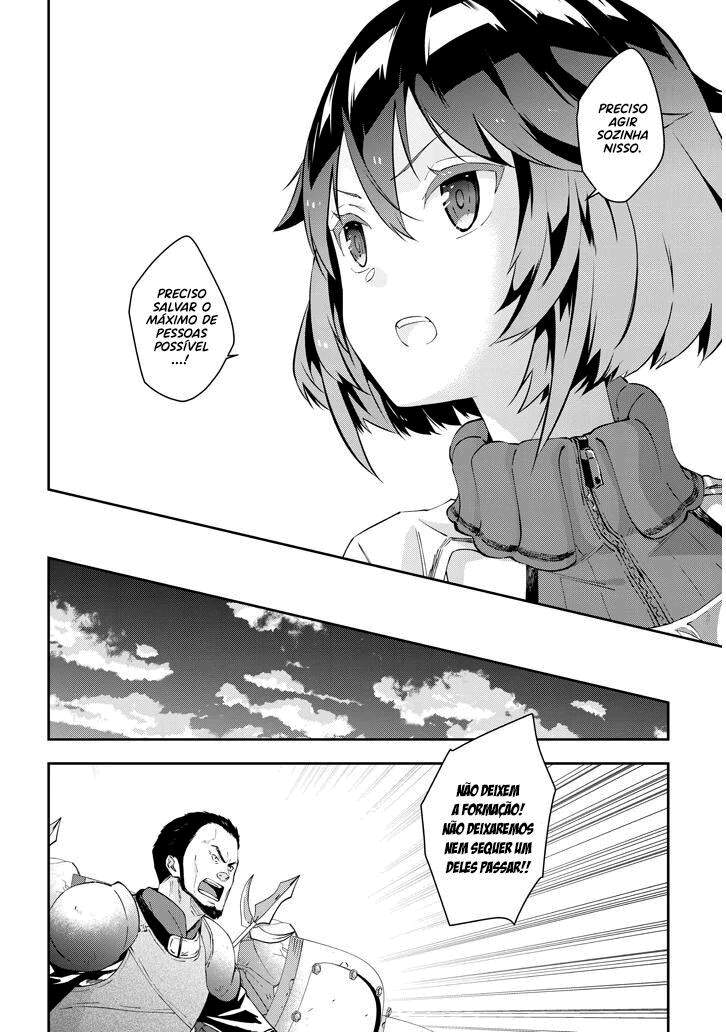 PRECISO
AGIR
SOZINHA
NISSO.
PRECISO
SALVAR O
MÁXIMO DE
PESSOAS
POSSÍVEL
...!
NÃO DEIXEM
A FORMAÇÃO!
NÃO DEIXAREMOS
NEM SEQUER UM
DELES PASSAR!!